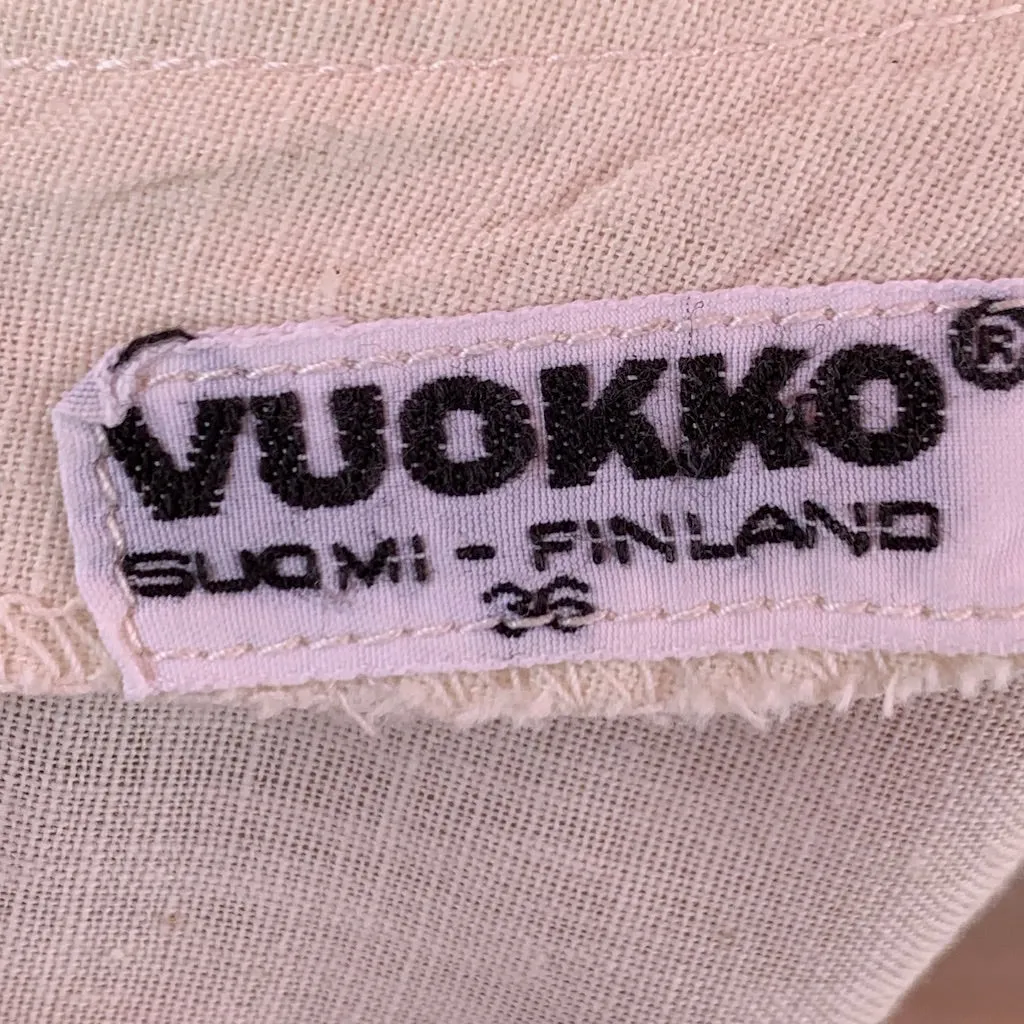 VUOKKO®
SUOMI - FINLAND
36